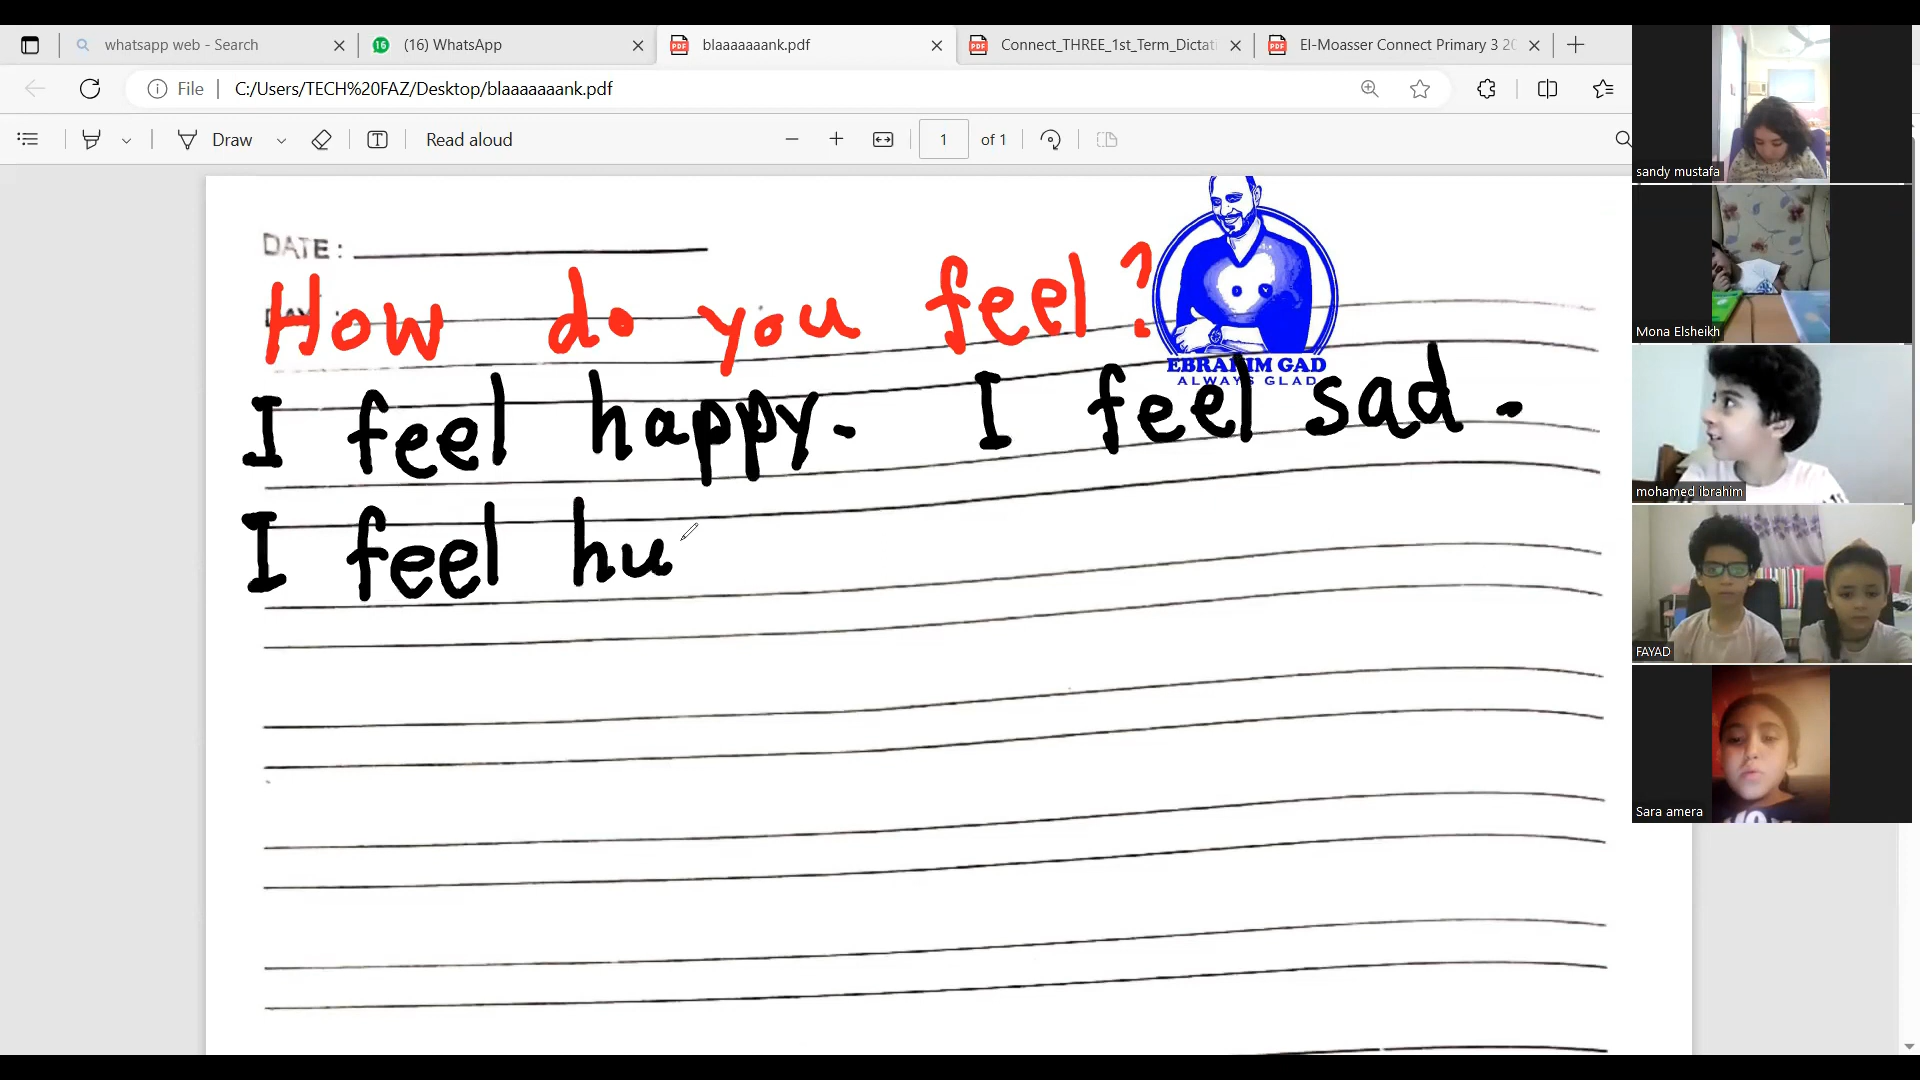 whatsapp web - Search
(16) WhatsApp
blaaaaaaank.pdf
Connect_THREE_1st_Term_Dictati
El-Moasser Connect Primary 3 20
File
C:/Users/TECH%20FAZ/Desktop/blaaaaaaank.pdf
Draw
Read aloud
1 of 1
sandy mustafa
Mona Elsheikh
mohamed ibrahim
FAYAD
Sara amera
DATE:
DAY
How do you feel?
EBRAHIM GAD
ALWAYS GLAD
I feel happy. I feel sad.
I feel hu